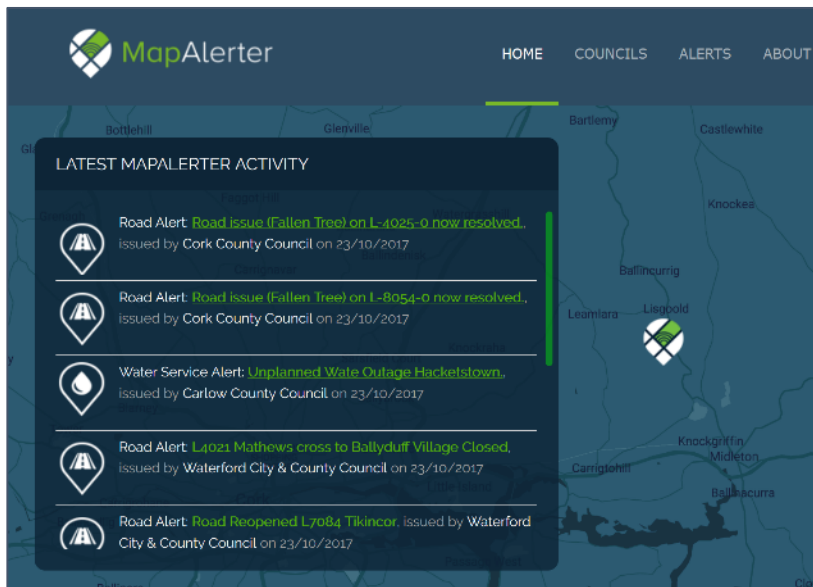 MapAlerter
HOME COUNCILS ALERTS ABOUT
Bottlehill Glenville Bartlemy Castlewhite
LATEST MAPALERTER ACTIVITY
Knockea
Road Alert: Road issue (Fallen Tree) on L-4025-0 now resolved.,
issued by Cork County Council on 23/10/2017
Ballincurrig
Road Alert: Road issue (Fallen Tree) on L-8054-0 now resolved.,
issued by Cork County Council on 23/10/2017
Leamlara Lisgoold
Water Service Alert: Unplanned Wate Outage Hacketstown.,
issued by Carlow County Council on 23/10/2017
Road Alert: L4021 Mathews cross to Ballyduff Village Closed,
issued by Waterford City & County Council on 23/10/2017
Knockgriffin
Midleton
Carrigtohill
Ballinacurra
Road Alert: Road Reopened L7084 Tikincor, issued by Waterford
City & County Council on 23/10/2017